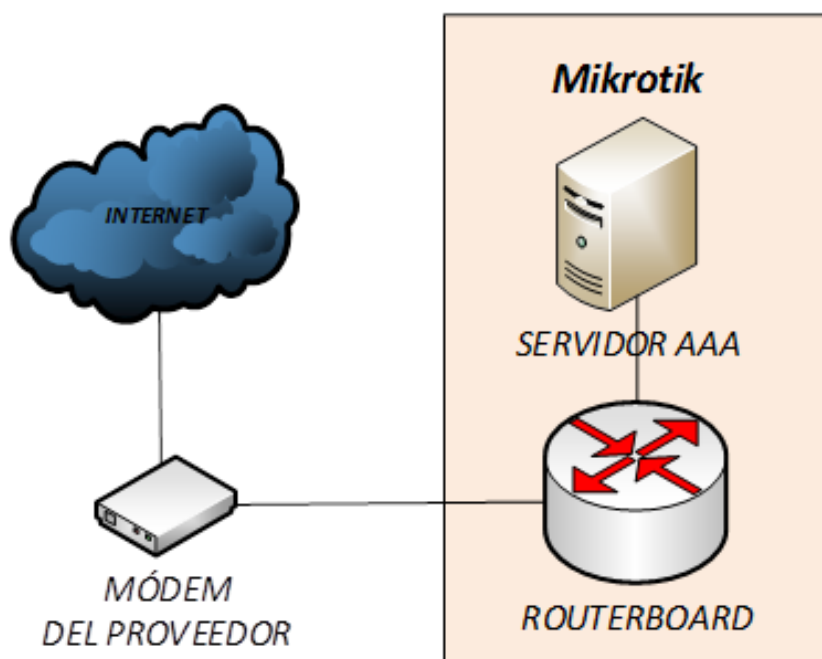 Mikrotik
INTERNET
SERVIDOR AAA
MÓDEM
DEL PROVEEDOR
ROUTERBOARD